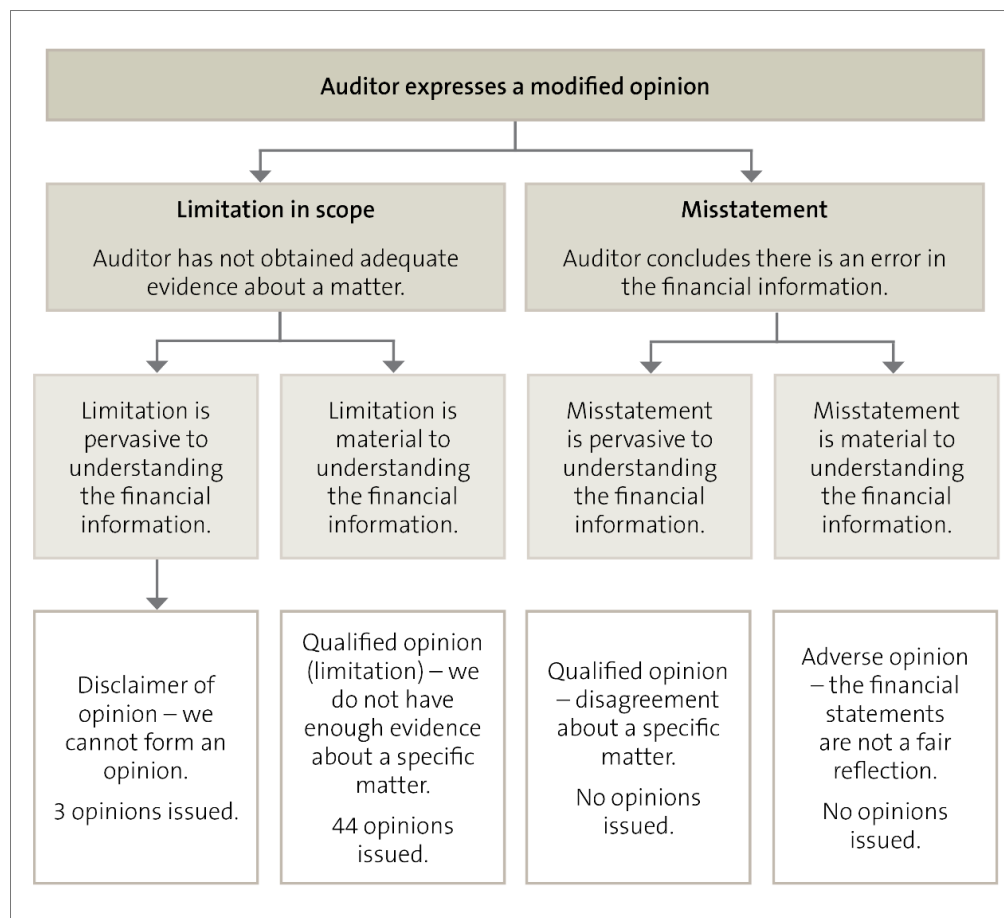 Auditor expresses a modified opinion
Limitation in scope
Auditor has not obtained adequate
evidence about a matter.
Misstatement
Auditor concludes there is an error in
the financial information.
Limitation is
pervasive to
understanding
the financial
information.
Limitation is
material to
understanding
the financial
information.
Misstatement
is pervasive to
understanding
the financial
information.
Misstatement
is material to
understanding
the financial
information.
Disclaimer of
opinion – we
cannot form an
opinion.
3 opinions issued.
Qualified opinion
(limitation) – we
do not have
enough evidence
about a specific
matter.
44 opinions
issued.
Qualified opinion
– disagreement
about a specific
matter.
No opinions
issued.
Adverse opinion
– the financial
statements
are not a fair
reflection.
No opinions
issued.